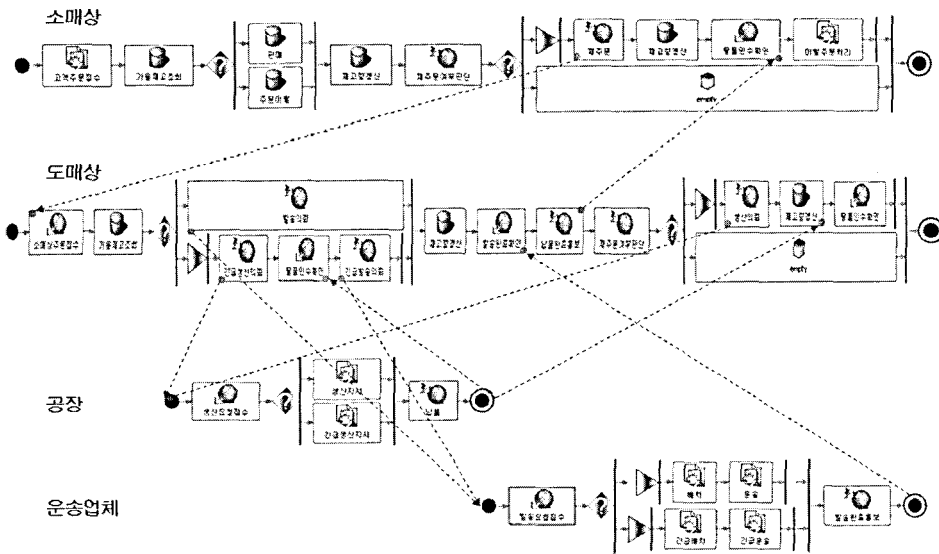 소매상
판매
재주문
재고량갱신
물품인수확인
미발주문처리
고객주문접수
가용재고조회
주문미발
재고량갱신
재주문여부판단
empty
도매상
발송의뢰
생산의뢰
재고량갱신
물품인수확인
소매상주문접수
가용재고조회
재고량갱신
발송완료확인
납품완료통보
재주문여부판단
긴급생산의뢰
물품인수확인
긴급발송의뢰
empty
공장
생산지시
생산요청접수
납품
긴급생산지시
운송업체
배차
운송
발송요청접수
발송완료통보
긴급배차
긴급운송